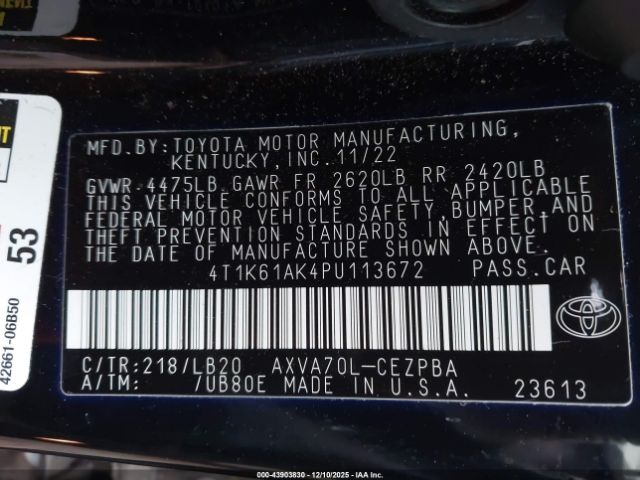 MFD.BY:TOYOTA MOTOR MANUFACTURING,
KENTUCKY,INC.11/22
GVWR 4475LB GAWR FR 2620LB RR 2420LB
THIS VEHICLE CONFORMS TO ALL APPLICABLE
FEDERAL MOTOR VEHICLE SAFETY,BUMPER,AND
THEFT PREVENTION STANDARDS IN EFFECT ON
THE DATE OF MANUFACTURE SHOWN ABOVE.
4T1K61AK4PU113672 PASS.CAR
C/TR:218/LB20 AXVA70L-CEZPBA
A/TM: 7UB80E MADE IN U.S.A. 23613
53
42661-06B50
© 43903830 - 12/10/2025 - IAA Inc.